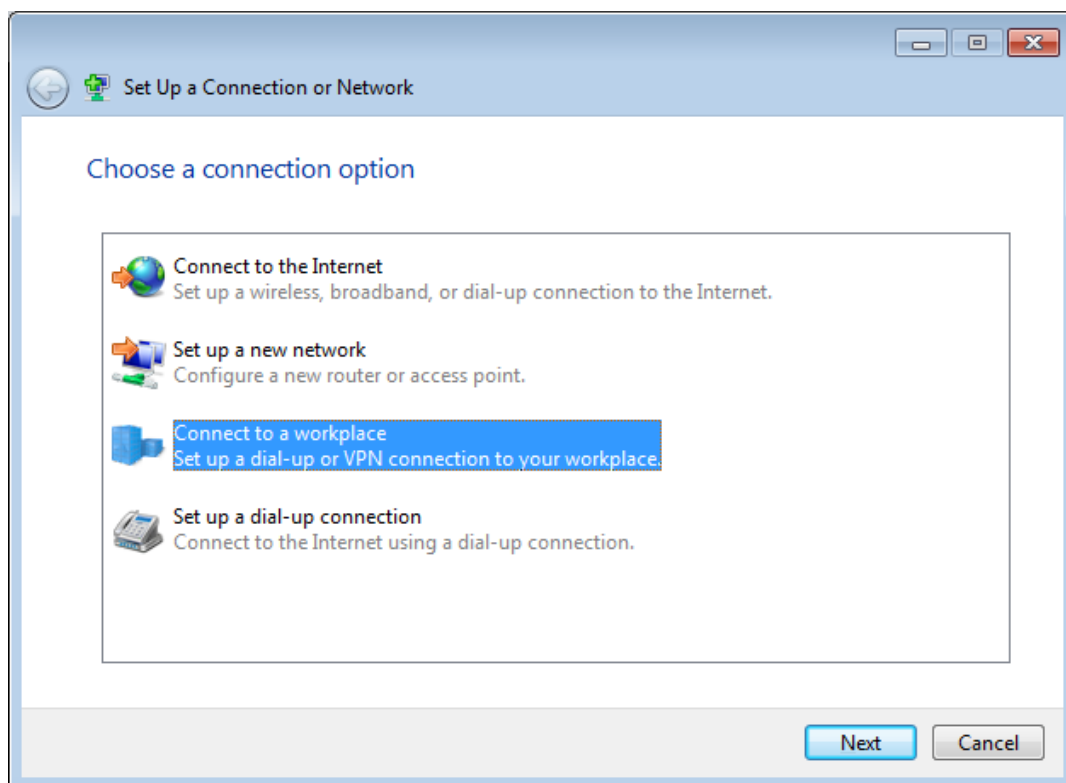 Set Up a Connection or Network
Choose a connection option
Connect to the Internet
Set up a wireless, broadband, or dial-up connection to the Internet.
Set up a new network
Configure a new router or access point.
Connect to a workplace
Set up a dial-up or VPN connection to your workplace.
Set up a dial-up connection
Connect to the Internet using a dial-up connection.
Next Cancel